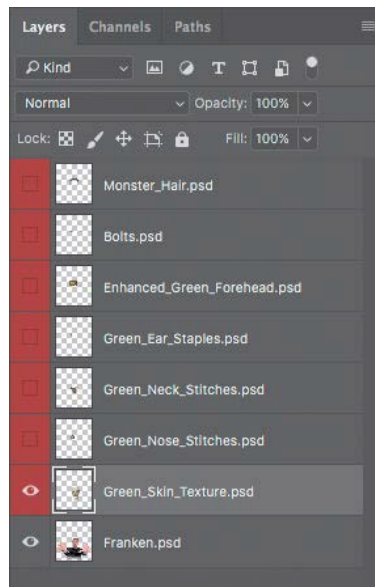 Layers Channels Paths
Kind
Normal Opacity: 100%
Lock: Fill: 100%
Monster_Hair.psd
Bolts.psd
Enhanced_Green_Forehead.psd
Green_Ear_Staples.psd
Green_Neck_Stitches.psd
Green_Nose_Stitches.psd
Green_Skin_Texture.psd
Franken.psd